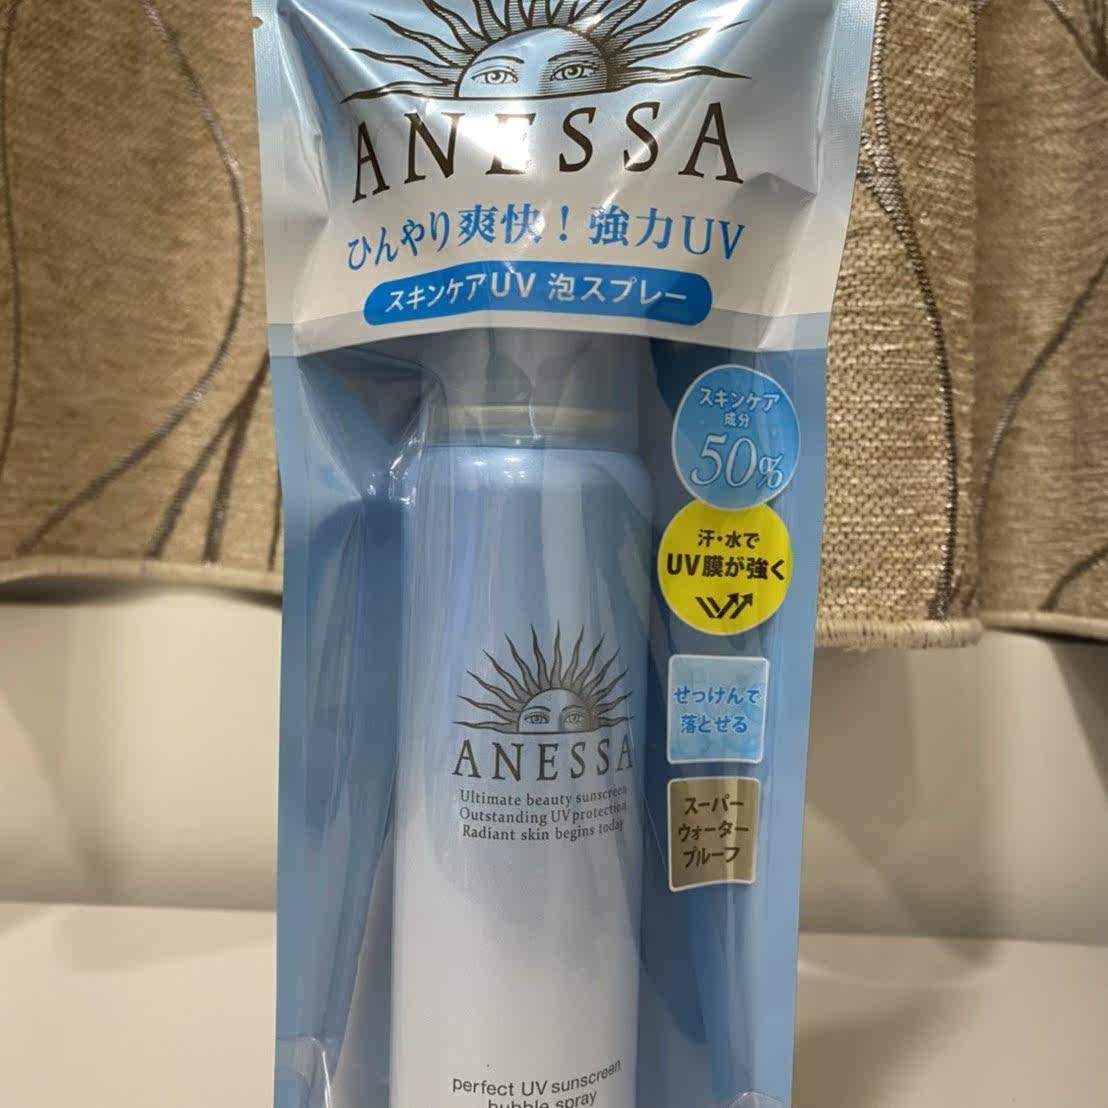 ANESSA
ひんやり爽快！強力UV
スキンケアUV 泡スプレー
スキンケア
成分
50%
汗・水で
UV膜が強く
せっけんで
落とせる
スーパー
ウォーター
プルーフ
ANESSA
Ultimate beauty sunscreen
Outstanding UV protection
Radiant skin begins today
perfect UV sunscreen
bubble spray